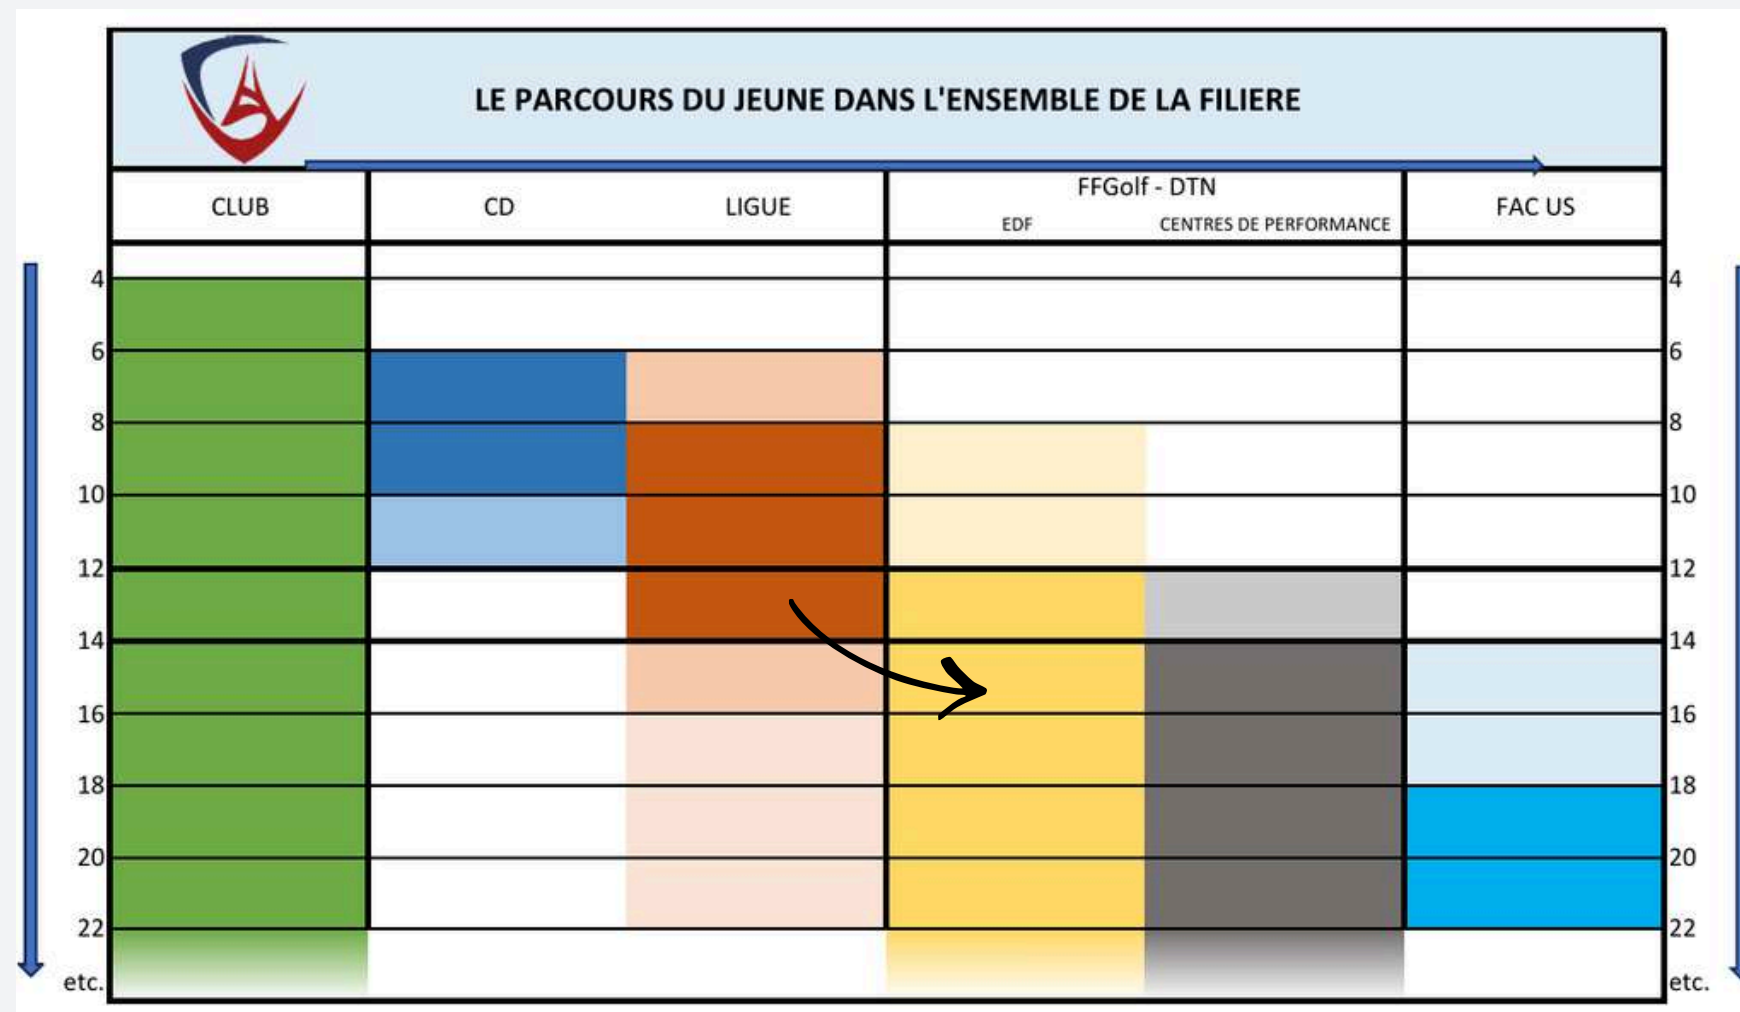 LE PARCOURS DU JEUNE DANS L'ENSEMBLE DE LA FILIERE
CLUB
CD
LIGUE
FFGolf - DTN
EDF
CENTRES DE PERFORMANCE
FAC US
4 4
6 6
8 8
10 10
12 12
14 14
16 16
18 18
20 20
22 22
etc. etc.